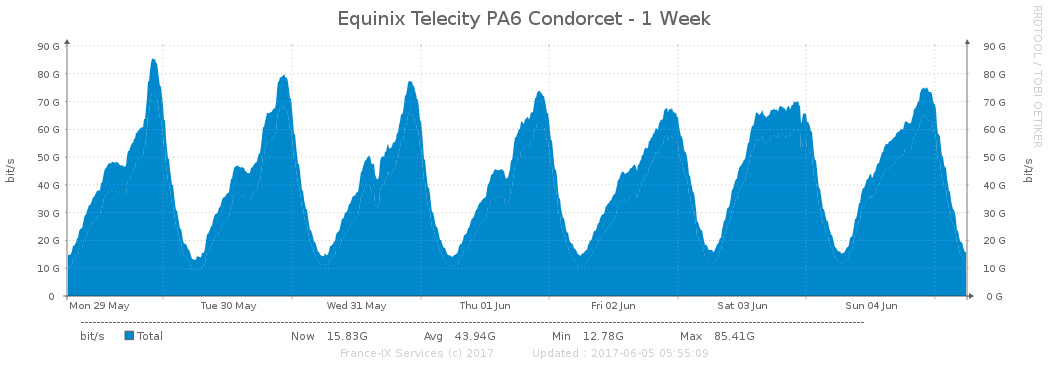 Equinix Telecity PA6 Condorcet - 1 Week
RRDTOOL / TOBI OETIKER
90 G 90 G
80 G 80 G
70 G 70 G
60 G 60 G
50 G 50 G
40 G 40 G
30 G 30 G
20 G 20 G
10 G 10 G
0 0 G
bit/s bit/s
Mon 29 May Tue 30 May Wed 31 May Thu 01 Jun Fri 02 Jun Sat 03 Jun Sun 04 Jun
bit/s Total Now 15.83G Avg 43.94G Min 12.78G Max 85.41G
France-IX Services (c) 2017 Updated : 2017-06-05 05:55:09